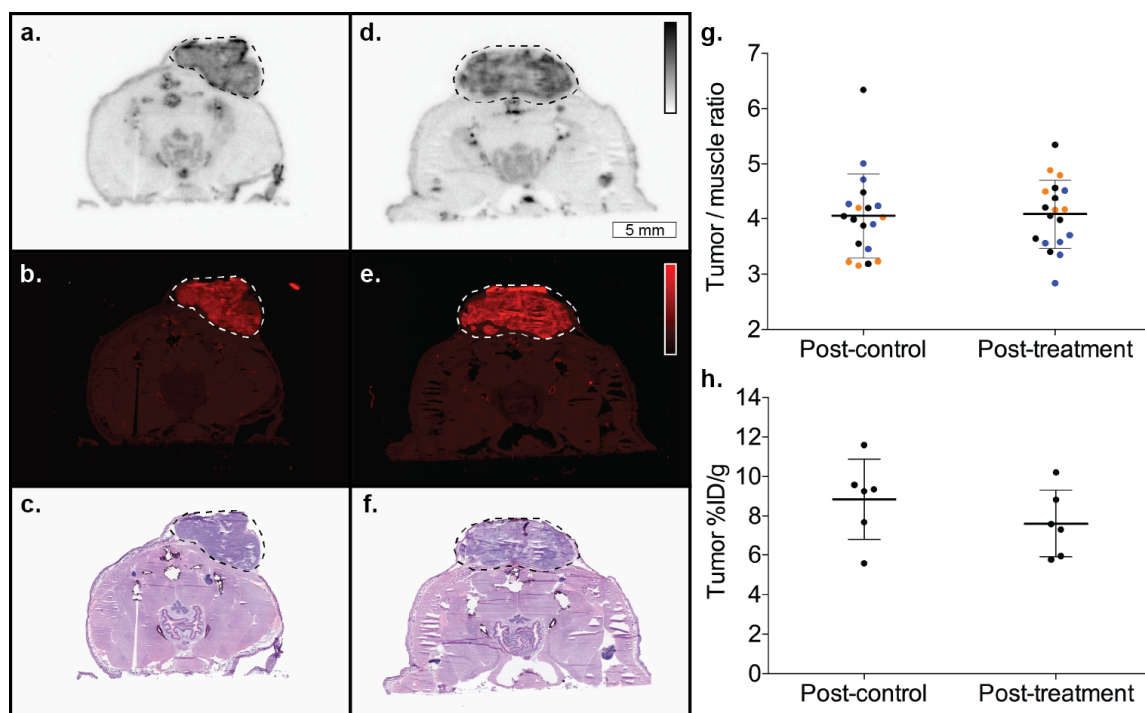 a.
d.
5 mm
b.
e.
c.
f.
g.
Tumor / muscle ratio
7
6
5
4
3
2
Post-control
Post-treatment
h.
Tumor %ID/g
14
12
10
8
6
4
2
0
Post-control
Post-treatment